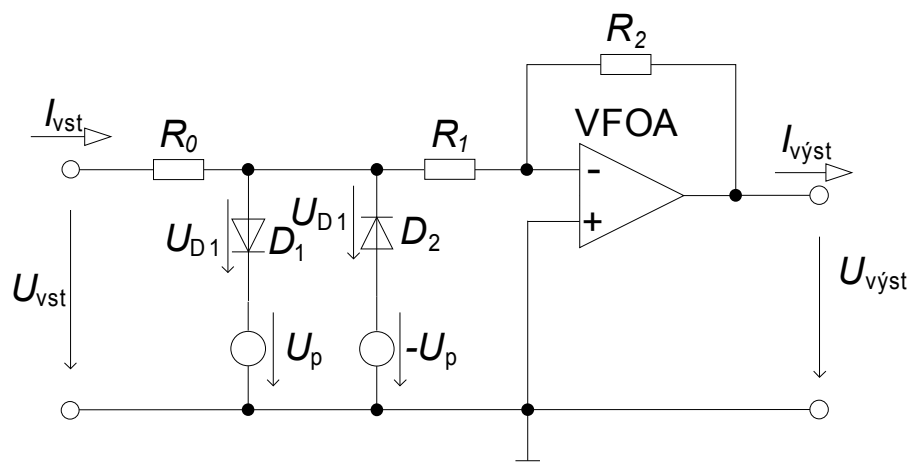 R2
VFOA
Ivst
R0
R1
Ivýst
-
+
UD1
D1
UD1
D2
Uvst
Up
-Up
Uvýst